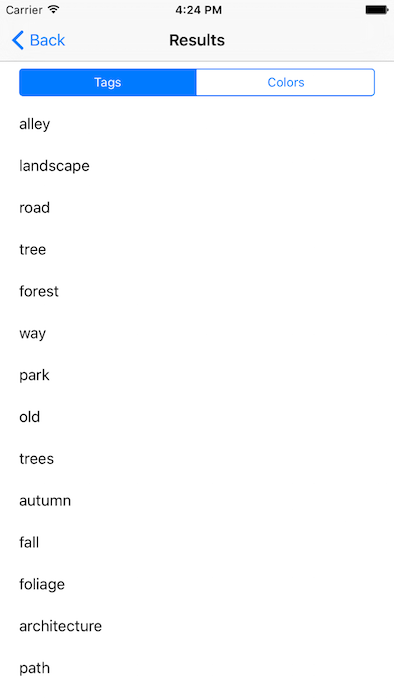 Carrier 4:24 PM
Back Results
Tags Colors
alley
landscape
road
tree
forest
way
park
old
trees
autumn
fall
foliage
architecture
path